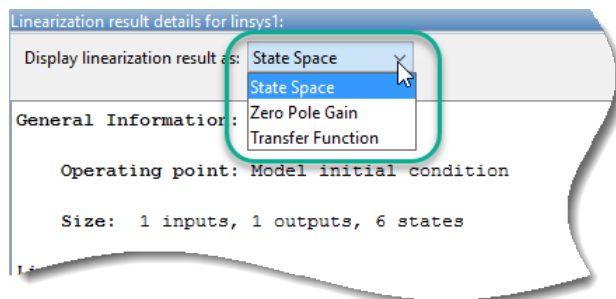 Linearization result details for linsys1:
Display linearization result as: State Space
State Space
Zero Pole Gain
Transfer Function
General Information:
Operating point: Model initial condition
Size: 1 inputs, 1 outputs, 6 states